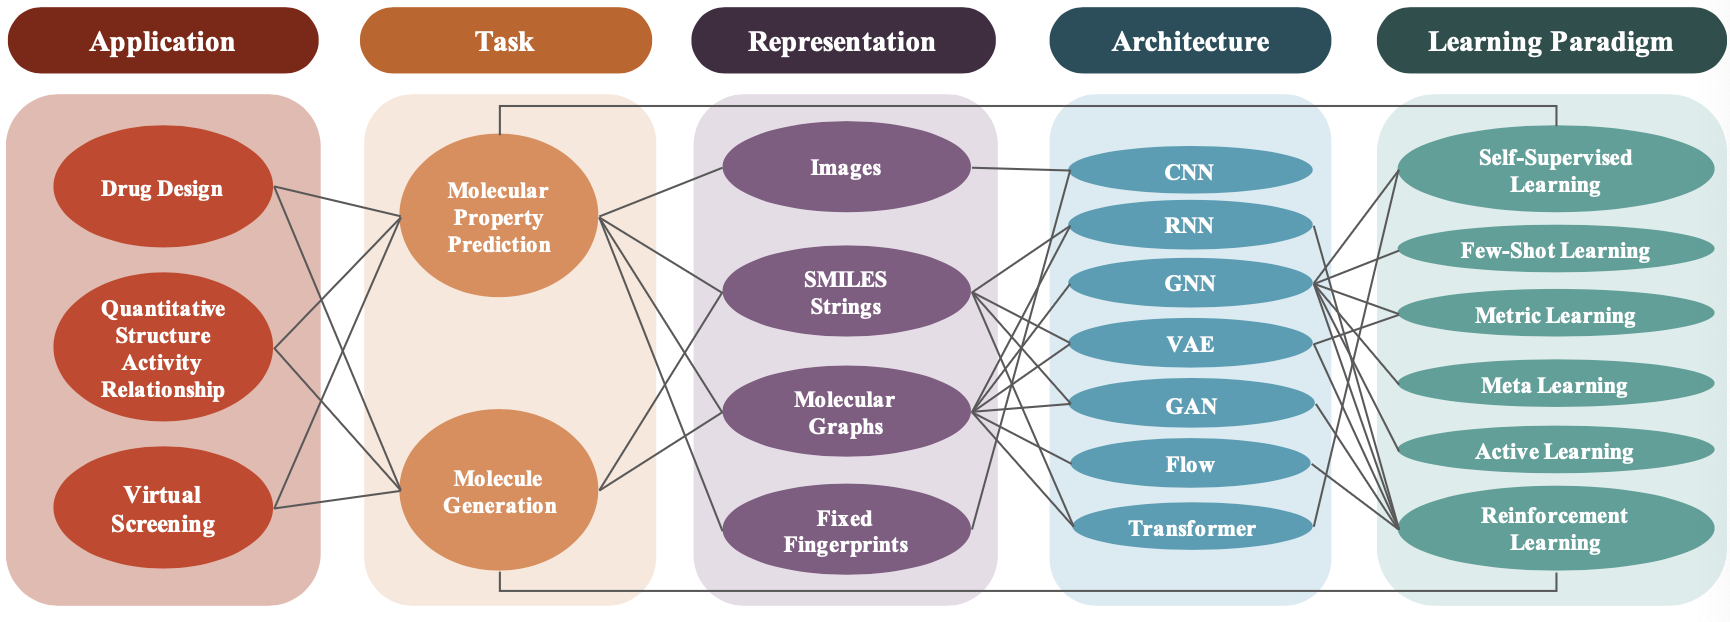 Application
Task
Representation
Architecture
Learning Paradigm
Drug Design
Quantitative
Structure
Activity
Relationship
Virtual
Screening
Molecular
Property
Prediction
Molecule
Generation
Images
SMILES
Strings
Molecular
Graphs
Fixed
Fingerprints
CNN
RNN
GNN
VAE
GAN
Flow
Transformer
Self-Supervised
Learning
Few-Shot Learning
Metric Learning
Meta Learning
Active Learning
Reinforcement
Learning